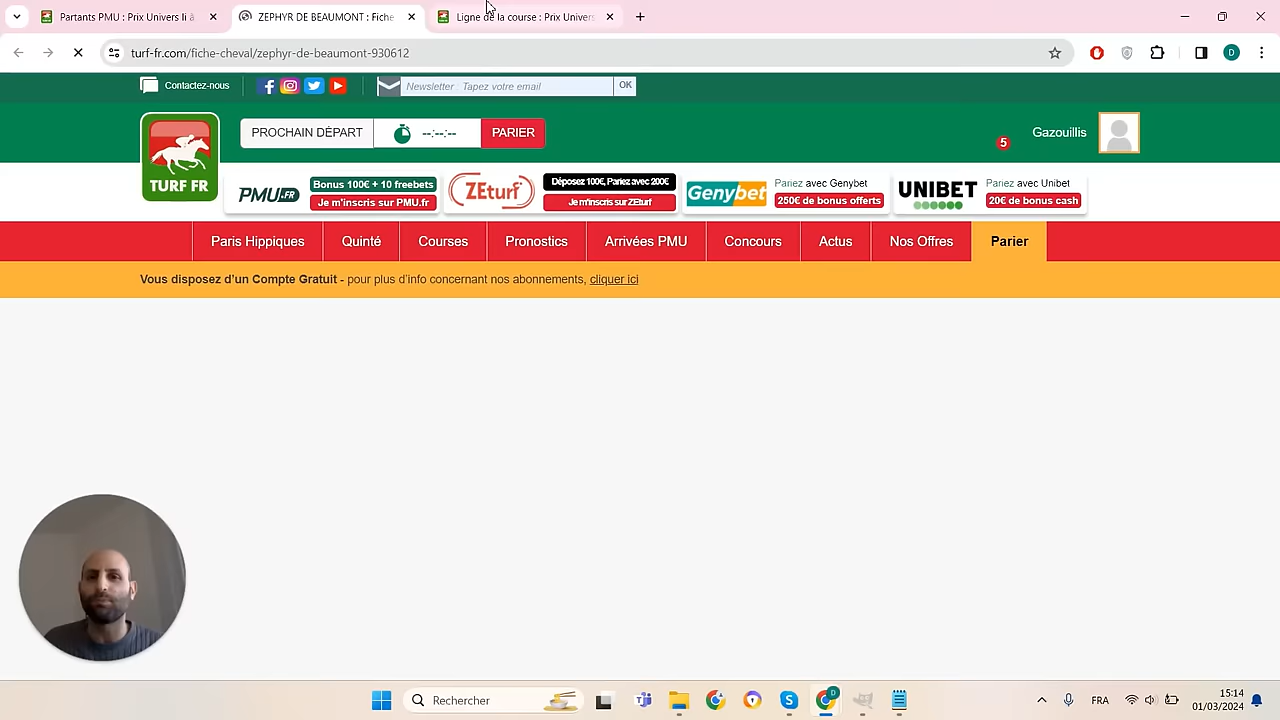 Partants PMU : Prix Univers li à
ZEPHYR DE BEAUMONT : Fiche
Ligne de la course : Prix Univers
turf-fr.com/fiche-cheval/zephyr-de-beaumont-930612
D
Contactez-nous
Newsletter : Tapez votre email
OK
TURF FR
PROCHAIN DÉPART
--:--:--
PARIER
5
Gazouillis
PMU.FR
Bonus 100€ + 10 freebets
Je m'inscris sur PMU.fr
ZEturf
Déposez 100€, Pariez avec 200€
Je m'inscris sur ZEturf
Genybet
Pariez avec Genybet
250€ de bonus offerts
UNIBET
Pariez avec Unibet
20€ de bonus cash
Paris Hippiques
Quinté
Courses
Pronostics
Arrivées PMU
Concours
Actus
Nos Offres
Parier
Vous disposez d'un Compte Gratuit - pour plus d'info concernant nos abonnements, cliquer ici
Rechercher
D
FRA
15:14
01/03/2024